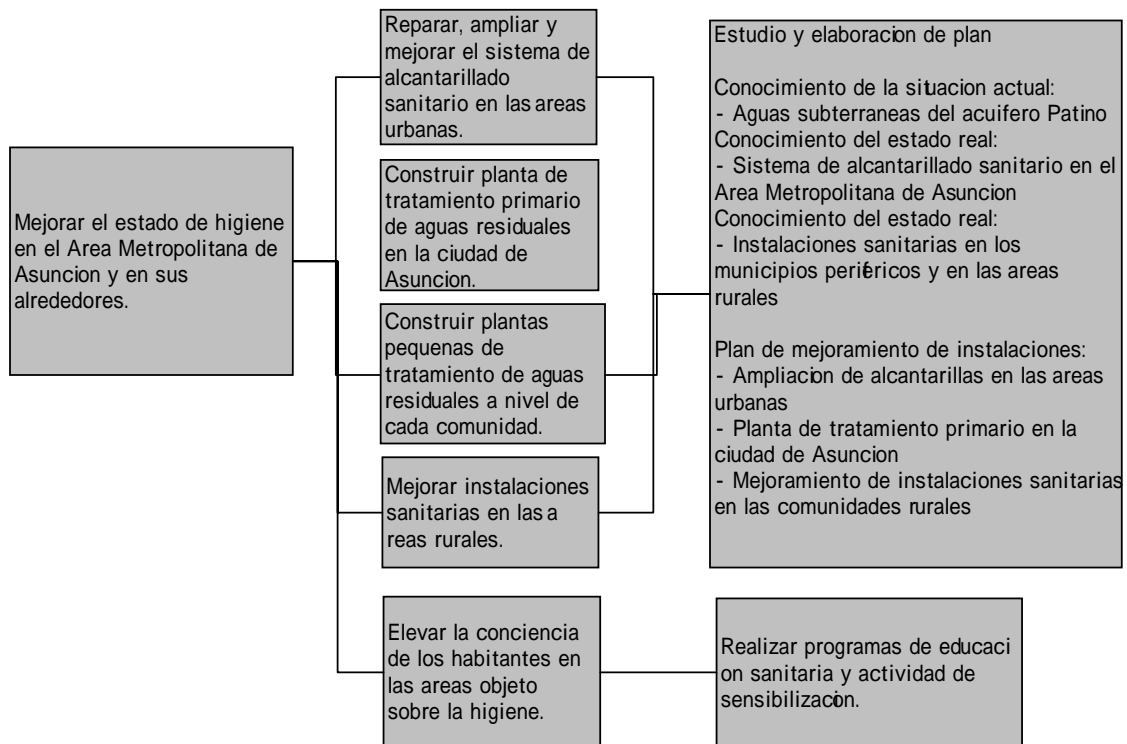 Mejorar el estado de higiene
en el Area Metropolitana de
Asuncion y en sus
alrededores.
Reparar, ampliar y
mejorar el sistema de
alcantarillado
sanitario en las areas
urbanas.
Construir planta de
tratamiento primario
de aguas residuales
en la ciudad de
Asuncion.
Construir plantas
pequenas de
tratamiento de aguas
residuales a nivel de
cada comunidad.
Mejorar instalaciones
sanitarias en las a
reas rurales.
Elevar la conciencia
de los habitantes en
las areas objeto
sobre la higiene.
Estudio y elaboracion de plan
Conocimiento de la situacion actual:
- Aguas subterraneas del acuifero Patino
Conocimiento del estado real:
- Sistema de alcantarillado sanitario en el
Area Metropolitana de Asuncion
Conocimiento del estado real:
- Instalaciones sanitarias en los
municipios perifericos y en las areas
rurales
Plan de mejoramiento de instalaciones:
- Ampliacion de alcantarillas en las areas
urbanas
- Planta de tratamiento primario en la
ciudad de Asuncion
- Mejoramiento de instalaciones sanitarias
en las comunidades rurales
Realizar programas de educaci
on sanitaria y actividad de
sensibilizacion.